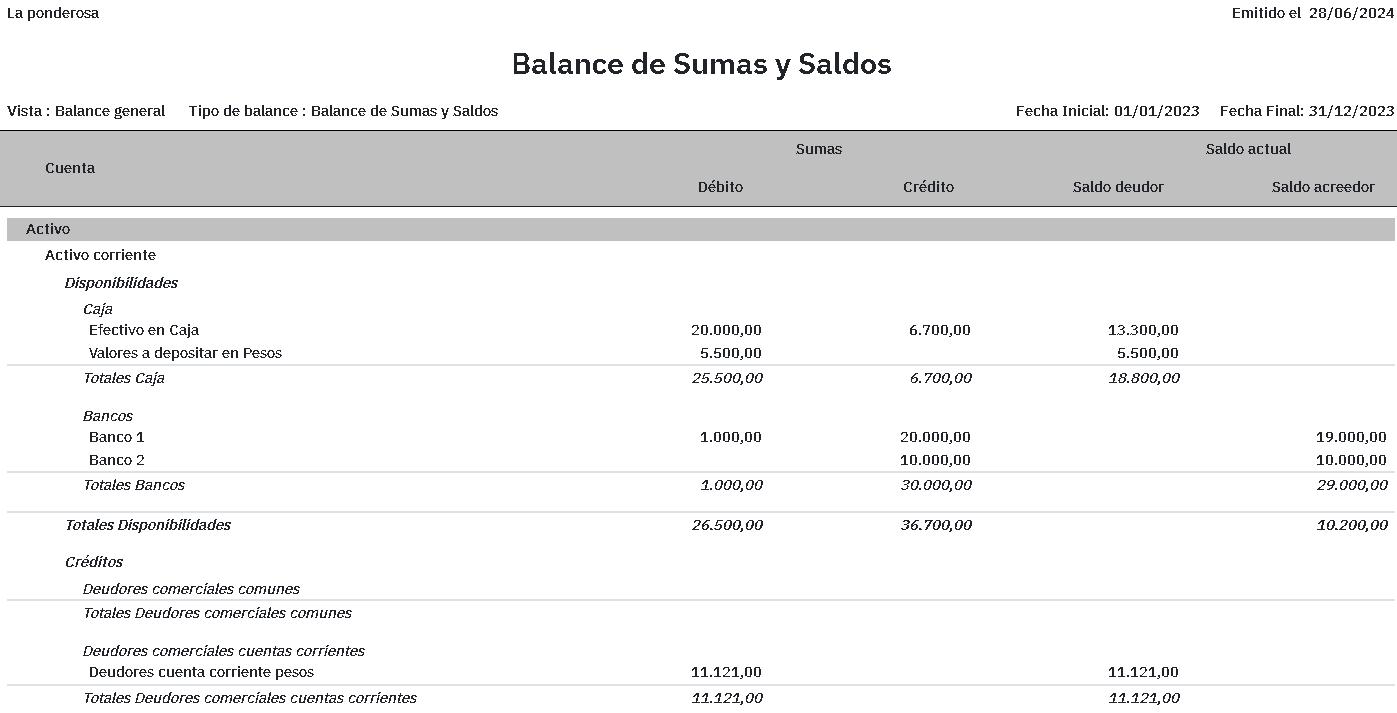 La ponderosa Emitido el 28/06/2024
Balance de Sumas y Saldos
Vista : Balance general Tipo de balance : Balance de Sumas y Saldos Fecha Inicial: 01/01/2023 Fecha Final: 31/12/2023
Sumas Saldo actual
Cuenta
Débito Crédito Saldo deudor Saldo acreedor
Activo
Activo corriente
Disponibilidades
Caja
Efectivo en Caja 20.000,00 6.700,00 13.300,00
Valores a depositar en Pesos 5.500,00 5.500,00
Totales Caja 25.500,00 6.700,00 18.800,00
Bancos
Banco 1 1.000,00 20.000,00 19.000,00
Banco 2 10.000,00 10.000,00
Totales Bancos 1.000,00 30.000,00 29.000,00
Totales Disponibilidades 26.500,00 36.700,00 10.200,00
Créditos
Deudores comerciales comunes
Totales Deudores comerciales comunes
Deudores comerciales cuentas corrientes
Deudores cuenta corriente pesos 11.121,00 11.121,00
Totales Deudores comerciales cuentas corrientes 11.121,00 11.121,00